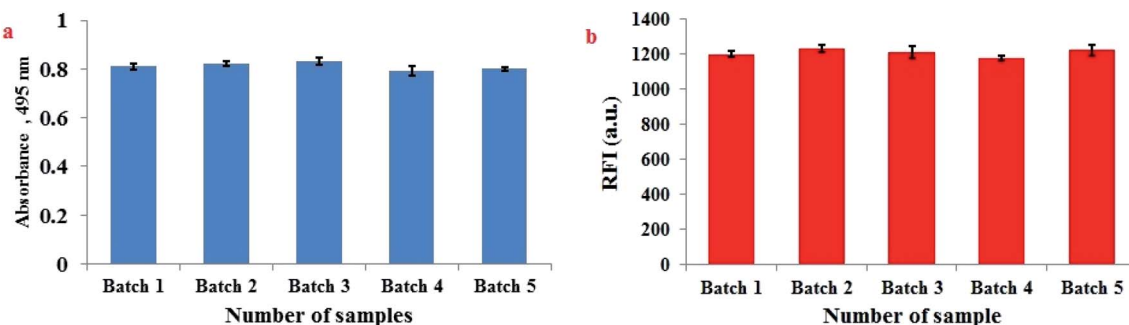 a
Absorbance , 495 nm
1
0.8
0.6
0.4
0.2
0
Batch 1 Batch 2 Batch 3 Batch 4 Batch 5
Number of samples
b
RFI (a.u.)
1400
1200
1000
800
600
400
200
0
Batch 1 Batch 2 Batch 3 Batch 4 Batch 5
Number of sample